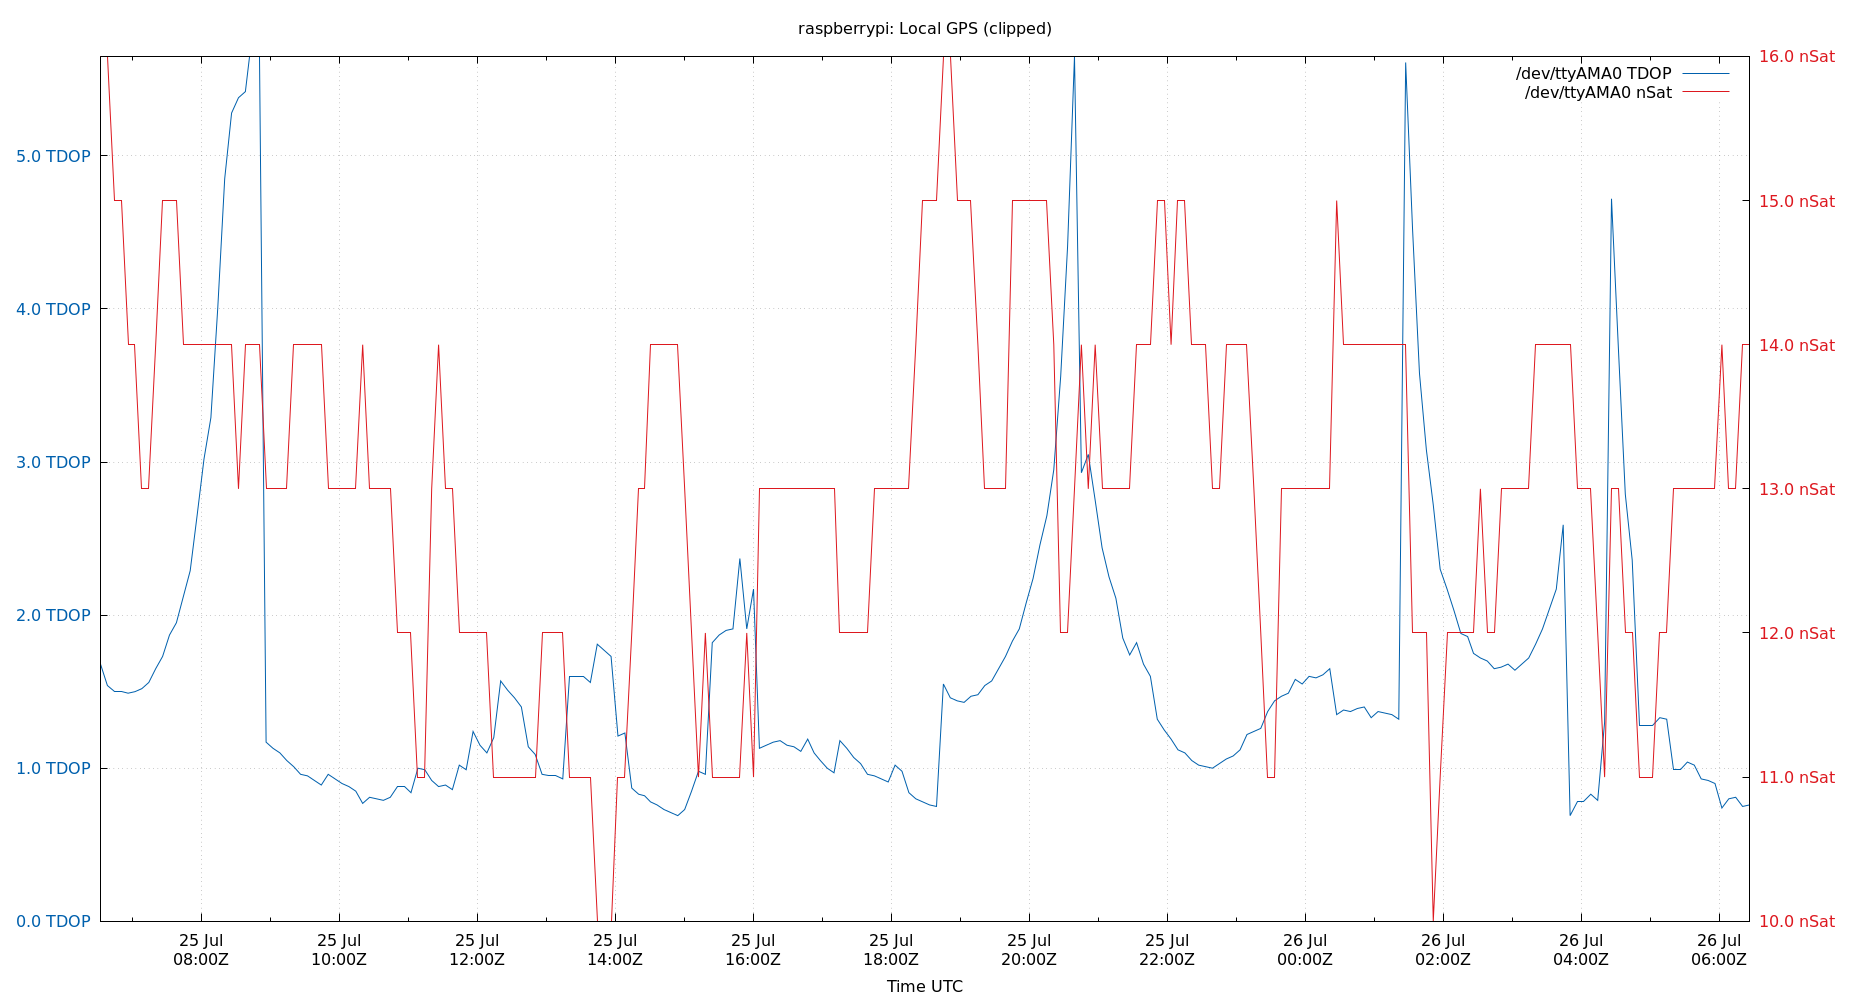 raspberrypi: Local GPS (clipped)
16.0 nSat
/dev/ttyAMA0 TDOP
/dev/ttyAMA0 nSat
5.0 TDOP
15.0 nSat
4.0 TDOP
14.0 nSat
3.0 TDOP
13.0 nSat
2.0 TDOP
12.0 nSat
1.0 TDOP
11.0 nSat
0.0 TDOP
10.0 nSat
25 Jul 25 Jul 25 Jul 25 Jul 25 Jul 25 Jul 25 Jul 25 Jul 26 Jul 26 Jul 26 Jul 26 Jul
08:00Z 10:00Z 12:00Z 14:00Z 16:00Z 18:00Z 20:00Z 22:00Z 00:00Z 02:00Z 04:00Z 06:00Z
Time UTC